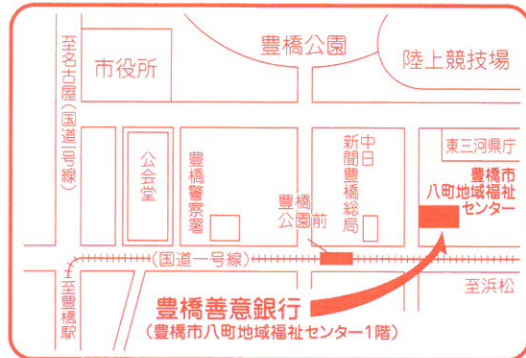 至名古屋(国道一号線)
市役所
豊橋公園
陸上競技場
公会堂
豊橋警察署
豊橋
公園前
中日
新聞豊橋総局
東三河県庁
豊橋市
八町地域福祉
センター
(国道一号線)
至豊橋駅
至浜松
豊橋善意銀行
(豊橋市八町地域福祉センター1階)